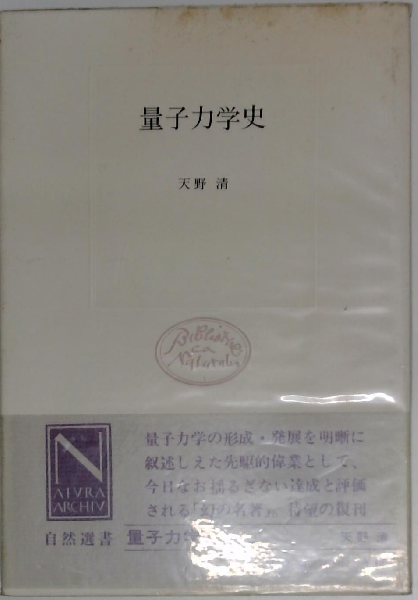 量子力学史
天野 清
量子力学の形成・発展を明晰に
叙述しえた先駆的偉業として、
今日なお揺るぎない達成と評価
される「幻の名著」の 待望の復刊
N
ATVRA
ARCHIV
自然選書
量子力学
天野 清